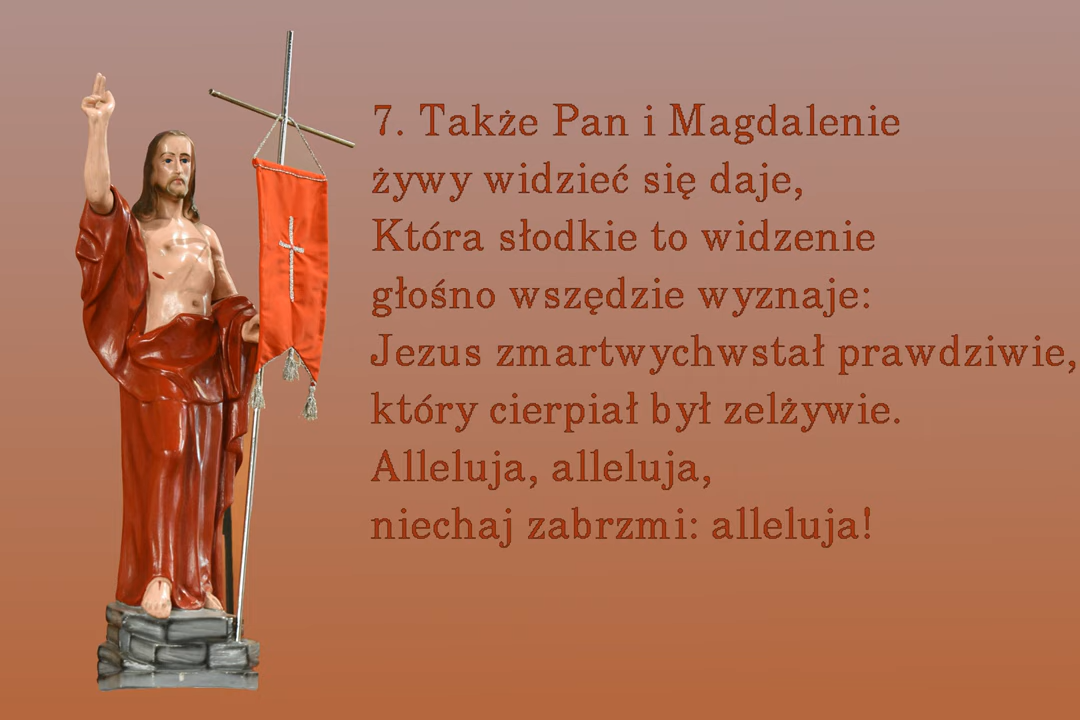 7. Także Pan i Magdalenie
żywy widzieć się daje,
Która słodkie to widzenie
głośno wszędzie wyznaje:
Jezus zmartwychwstał prawdziwie,
który cierpiał był zelżywie.
Alleluja, alleluja,
niechaj zabrzmi: alleluja!